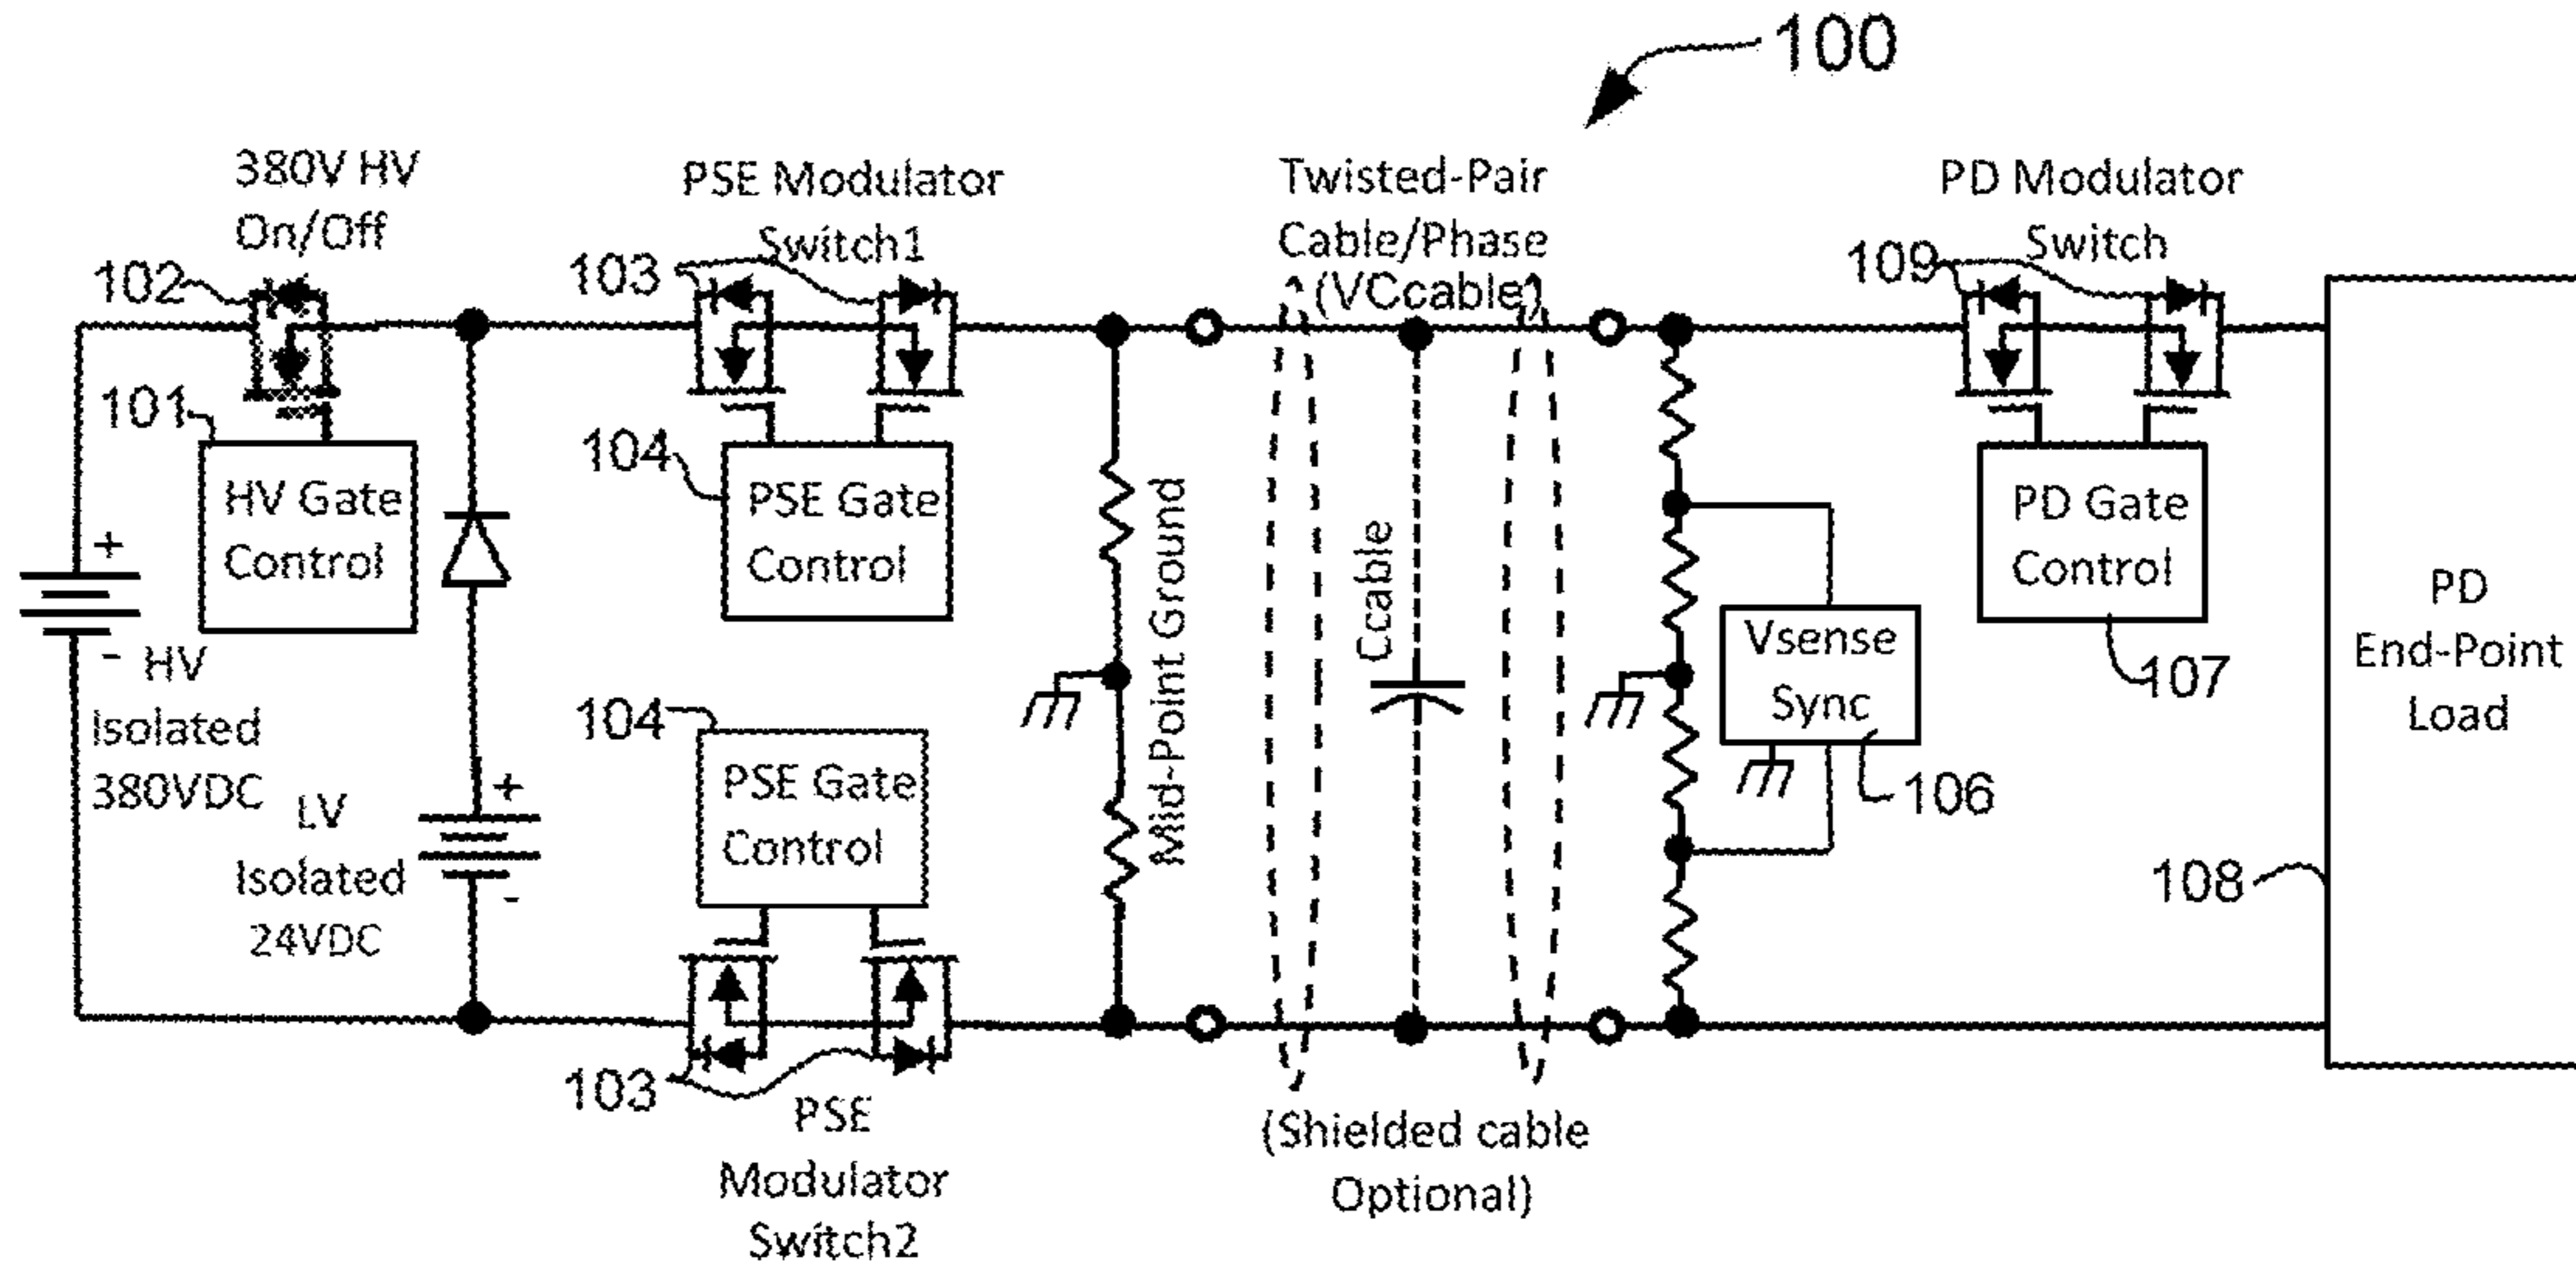 100
380V HV
On/Off
102
101
HV Gate
Control
+
-
HV
Isolated
380VDC
LV
Isolated
24VDC
+
-
PSE Modulator
Switch1
103
104
PSE Gate
Control
104
PSE Gate
Control
103
PSE
Modulator
Switch2
Mid-Point Ground
Twisted-Pair
Cable/Phase
(VCcable)
Ccable
(Shielded cable
Optional)
Vsense
Sync
106
PD Modulator
Switch
109
PD Gate
Control
107
108
PD
End-Point
Load